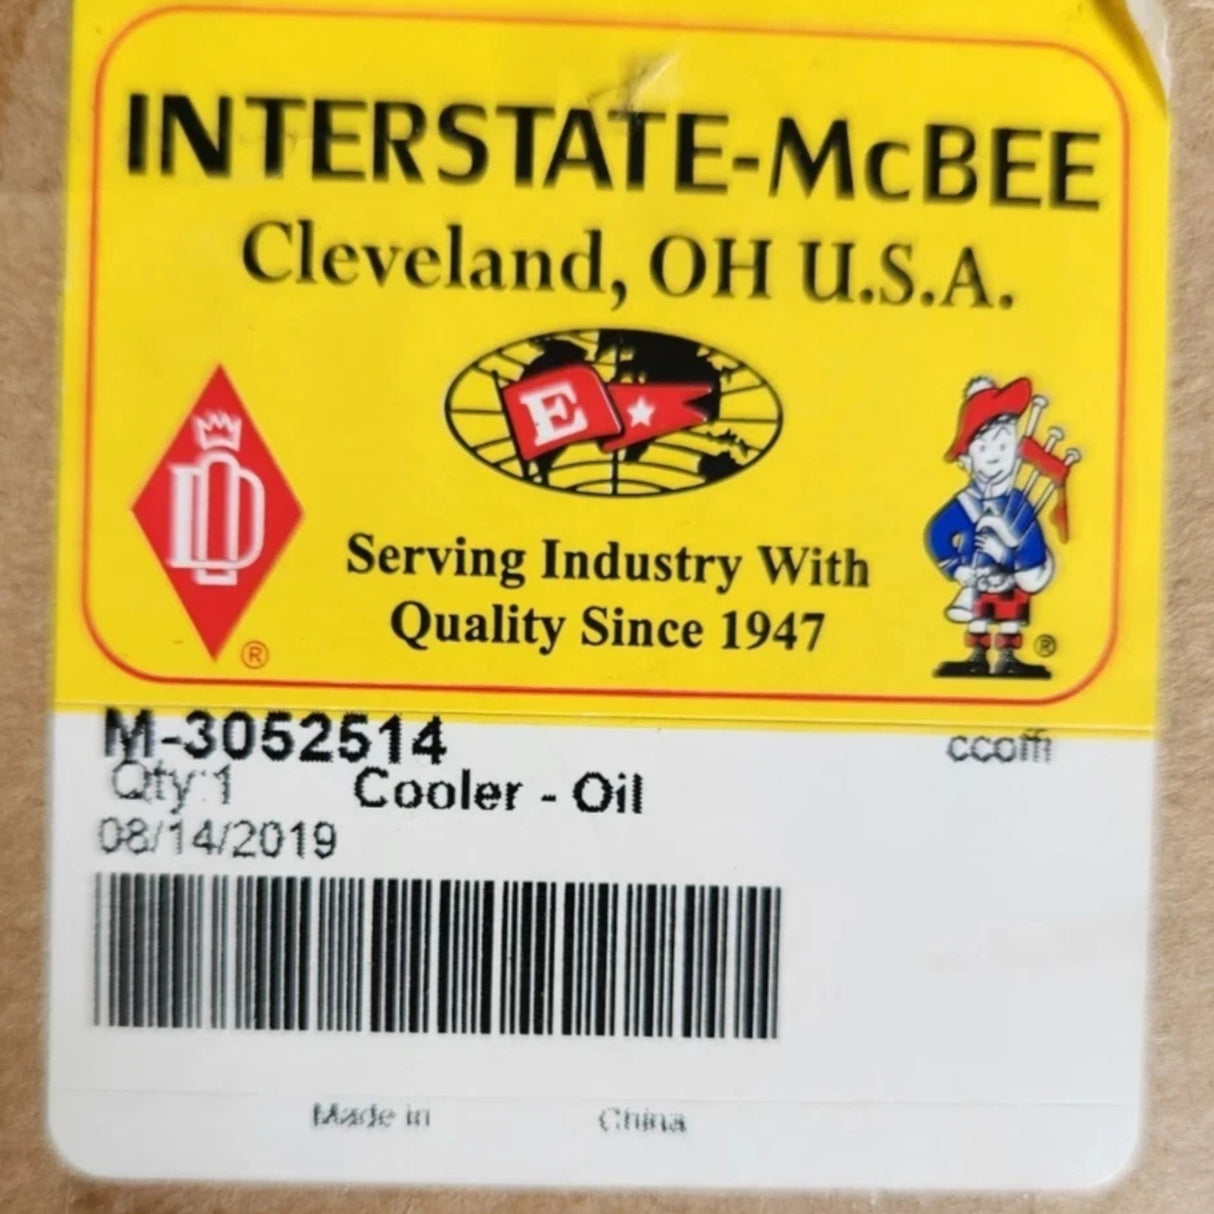 INTERSTATE-McBEE
Cleveland, OH U.S.A.
E
D
®
Serving Industry With
Quality Since 1947
®
M-3052514
Qty:1 Cooler - Oil
08/14/2019
Made in China